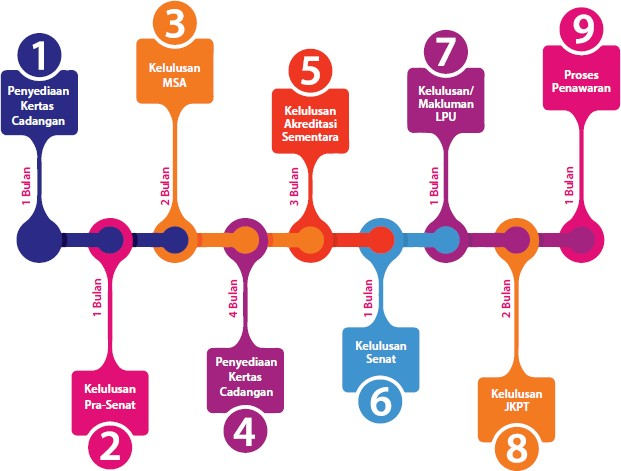 1
Penyediaan
Kertas
Cadangan
1 Bulan
2
Kelulusan
Pra-Senat
1 Bulan
3
Kelulusan
MSA
2 Bulan
4
Penyediaan
Kertas
Cadangan
4 Bulan
5
Kelulusan
Akreditasi
Sementara
3 Bulan
6
Kelulusan
Senat
1 Bulan
7
Kelulusan/
Makluman
LPU
1 Bulan
8
Kelulusan
JKPT
2 Bulan
9
Proses
Penawaran
1 Bulan